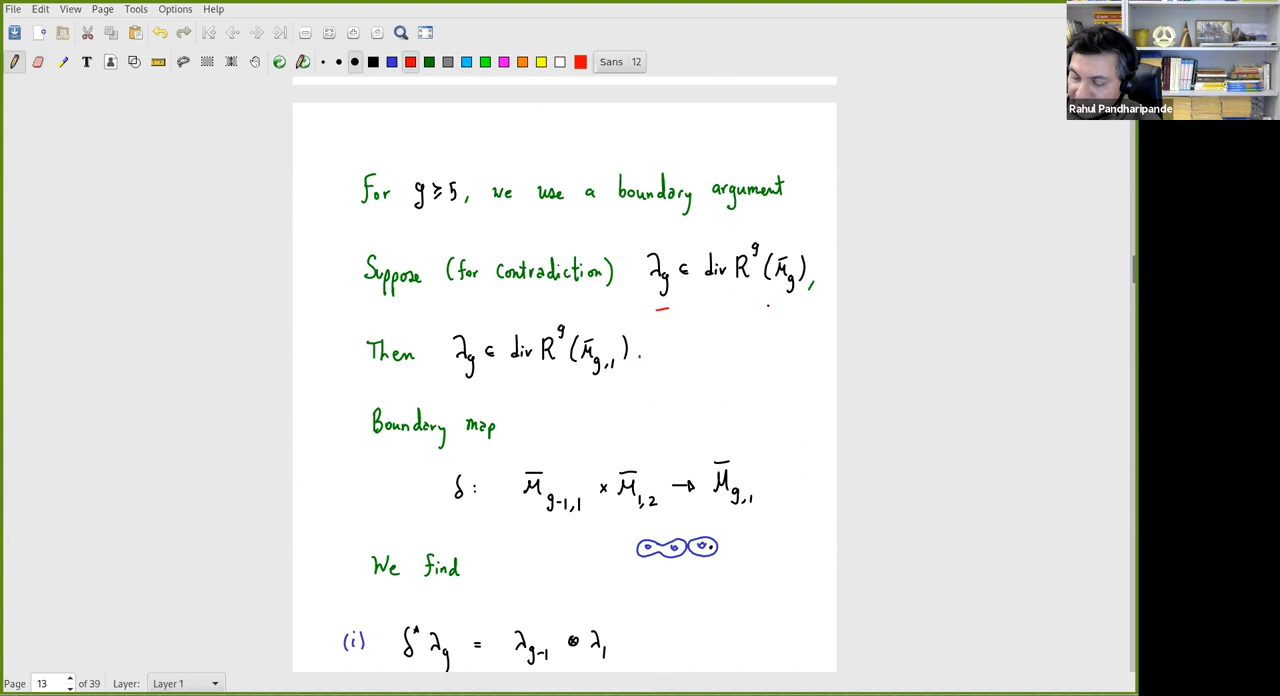 File Edit View Page Tools Options Help
Sans 12
Rahul Pandharipande
For g ≥ 5, we use a boundary argument
Suppose (for contradiction) λ_g ∈ div R^g (M̄_g),
Then λ_g ∈ div R^g (M̄_{g,1}).
Boundary map
δ: M̄_{g-1,1} × M̄_{1,2} → M̄_{g,1}
We find
(i) δ* λ_g = λ_{g-1} ⊗ λ_1
Page 13 of 39 Layer: Layer 1